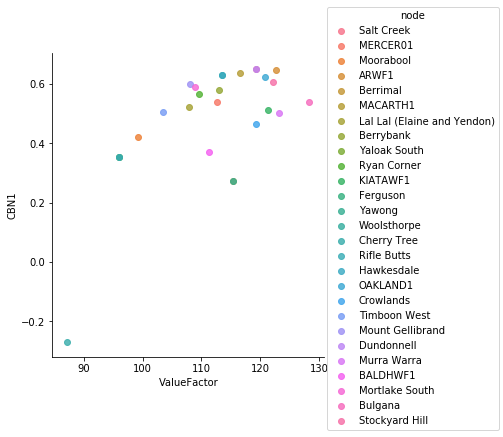 node
Salt Creek
MERCER01
Moorabool
ARWF1
Berrimal
MACARTH1
Lal Lal (Elaine and Yendon)
Berrybank
Yaloak South
Ryan Corner
KIATAWF1
Ferguson
Yawong
Woolsthorpe
Cherry Tree
Rifle Butts
Hawkesdale
OAKLAND1
Crowlands
Timboon West
Mount Gellibrand
Dundonnell
Murra Warra
BALDHWF1
Mortlake South
Bulgana
Stockyard Hill
CBN1
0.6
0.4
0.2
0.0
−0.2
90 100 110 120 130
ValueFactor